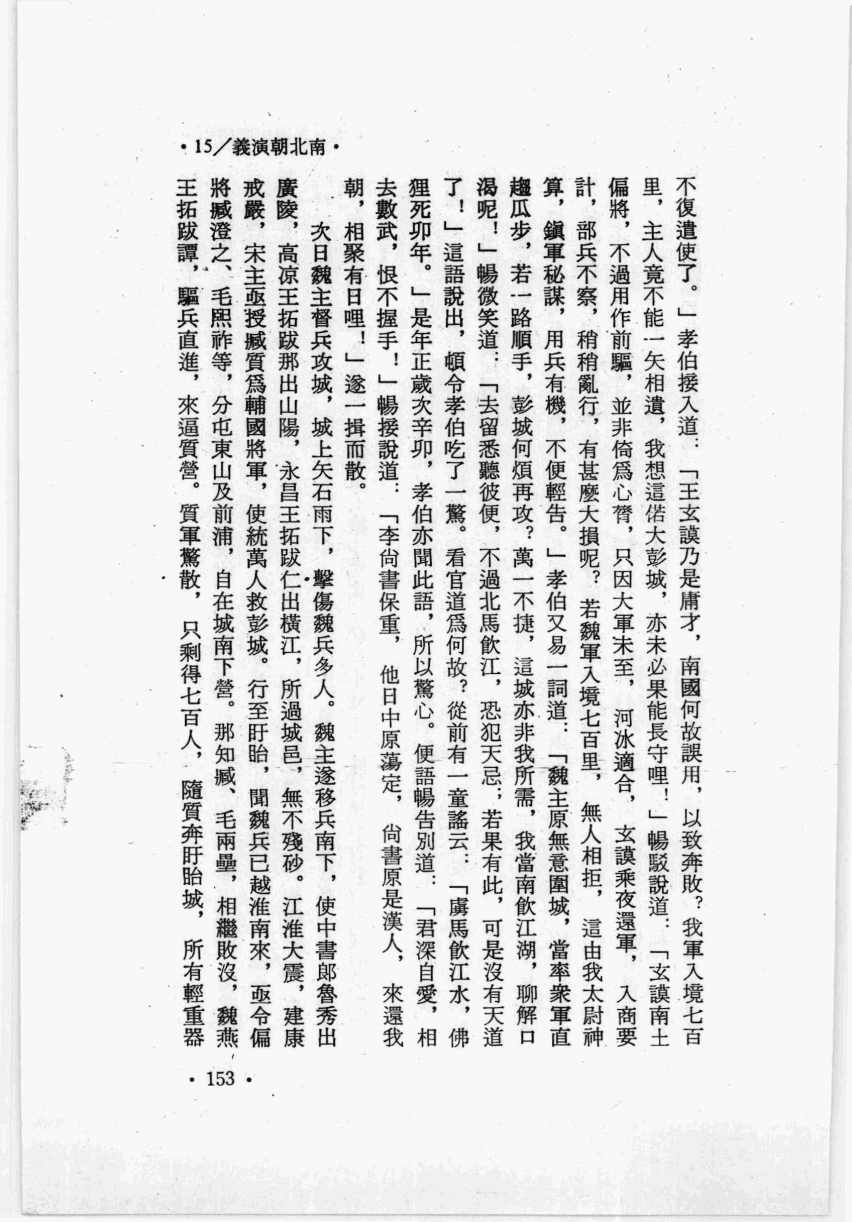 •15/南北朝演義•
不復遣使了。」孝伯接入道：「王玄謨乃是庸才，南國何故誤用，以致奔敗？我軍入境七百
里，主人竟不能一矢相遺，我想這偌大彭城，亦未必果能長守哩！」暢駁說道：「玄謨南土
偏將，不過用作前驅，並非倚爲心膂，只因大軍未至，河冰適合，玄謨乘夜還軍，入商要
計，部兵不察，稍稍亂行，有甚麼大損呢？若魏軍入境七百里，無人相拒，這由我太尉神
算，鎭軍秘謀，用兵有機，不便輕告。」孝伯又易一詞道：「魏主原無意圍城，當率衆軍直
趨瓜步，若一路順手，彭城何煩再攻？萬一不捷，這城亦非我所需，我當南飲江湖，聊解口
渴呢！」暢微笑道：「去留悉聽彼便，不過北馬飲江，恐犯天忌；若果有此，可是沒有天道
了！」這語說出，頓令孝伯吃了一驚。看官道爲何故？從前有一童謠云：「虜馬飲江水，佛
狸死卯年。」是年正歲次辛卯，孝伯亦聞此語，所以驚心。便語暢告別道：「君深自愛，相
去數武，恨不握手！」暢接說道：「李尙書保重，他日中原蕩定，尙書原是漢人，來還我
朝，相聚有日哩！」遂一揖而散。
次日魏主督兵攻城，城上矢石雨下，擊傷魏兵多人。魏主遂移兵南下，使中書郎魯秀出
廣陵，高涼王拓跋那出山陽，永昌王拓跋仁出橫江，所過城邑，無不殘砂。江淮大震，建康
戒嚴，宋主亟授臧質爲輔國將軍，使統萬人救彭城。行至盱眙，聞魏兵已越淮南來，亟令偏
將臧澄之、毛熙祚等，分屯東山及前浦，自在城南下營。那知臧、毛兩壘，相繼敗沒，魏燕
王拓跋譚，驅兵直進，來逼質營。質軍驚散，只剩得七百人，隨質奔盱眙城，所有輕重器
•153•